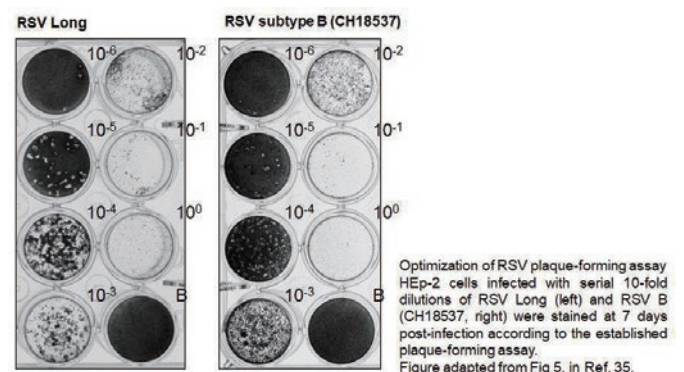 RSV Long
RSV subtype B (CH18537)
10-6 10-2 10-6 10-2
10-5 10-1 10-5 10-1
10-4 100 10-4 100
10-3 B 10-3 B
Optimization of RSV plaque-forming assay
HEp-2 cells infected with serial 10-fold
dilutions of RSV Long (left) and RSV B
(CH18537, right) were stained at 7 days
post-infection according to the established
plaque-forming assay.
Figure adapted from Fig 5. in Ref. 35.